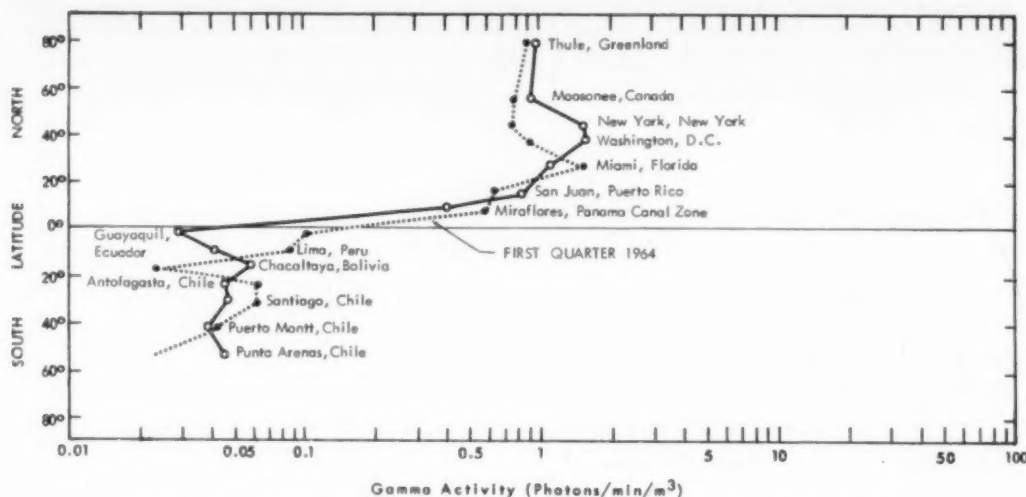 80°
60°
40°
20°
0°
20°
40°
60°
80°
NORTH
LATITUDE
SOUTH
Thule, Greenland
Moosonee, Canada
New York, New York
Washington, D.C.
Miami, Florida
San Juan, Puerto Rico
Miraflores, Panama Canal Zone
Guayaquil,
Ecuador
Lima, Peru
FIRST QUARTER 1964
Chacaltaya, Bolivia
Antofagasta, Chile
Santiago, Chile
Puerto Montt, Chile
Punta Arenas, Chile
0.01
0.05
0.1
0.5
1
5
10
50
100
Gamma Activity (Photons/min/m³)